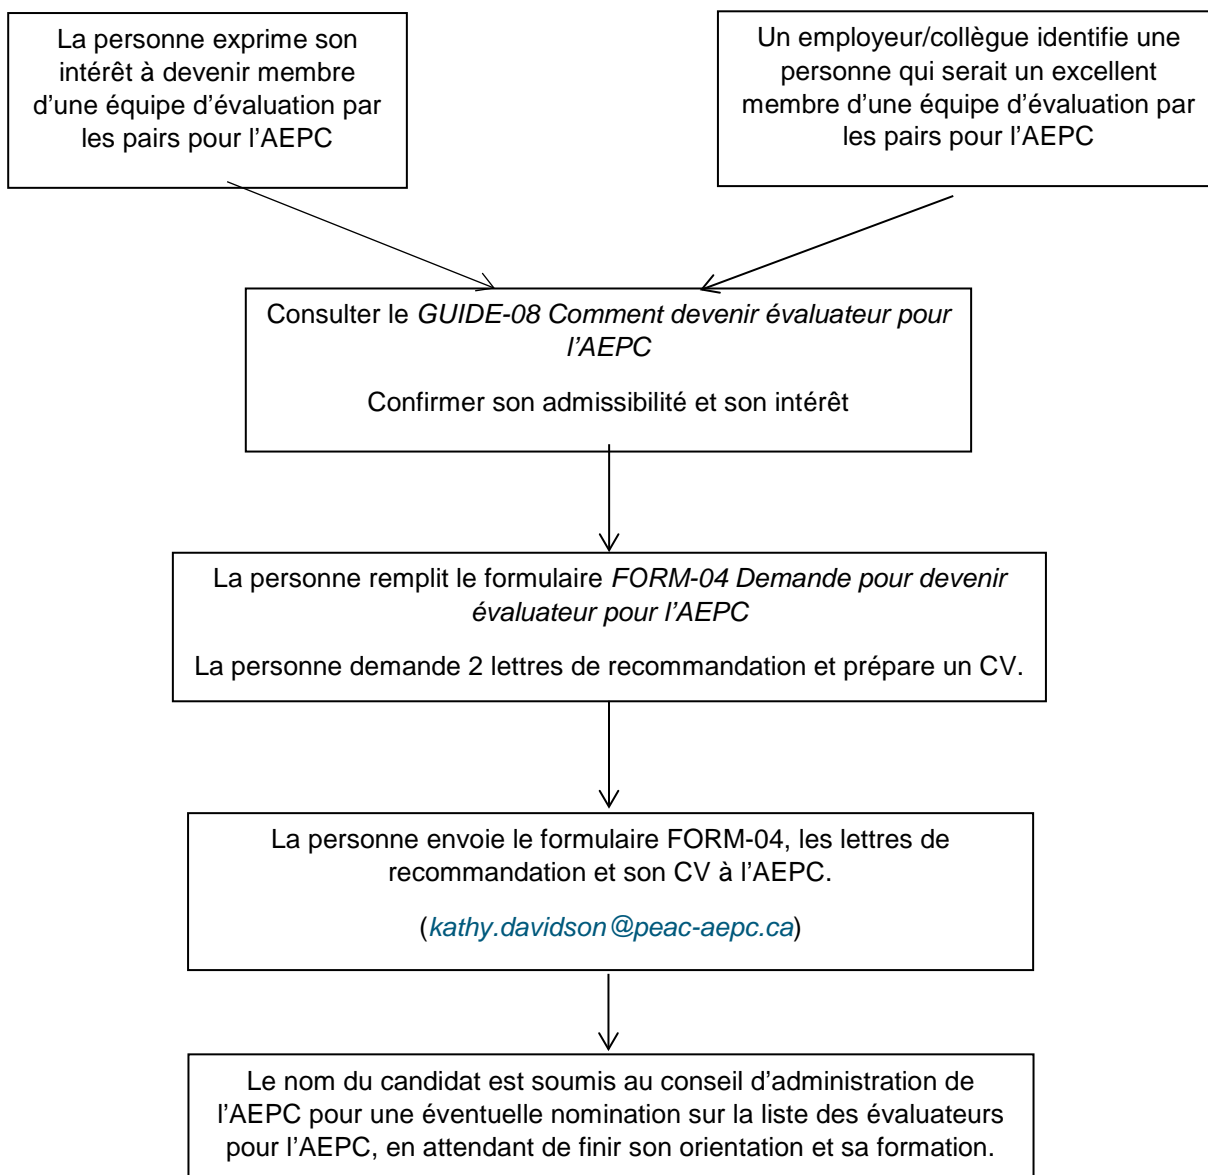 La personne exprime son
intérêt à devenir membre
d'une équipe d'évaluation par
les pairs pour l'AEPC
Un employeur/collègue identifie une
personne qui serait un excellent
membre d'une équipe d'évaluation par
les pairs pour l'AEPC
Consulter le GUIDE-08 Comment devenir évaluateur pour
l'AEPC
Confirmer son admissibilité et son intérêt
La personne remplit le formulaire FORM-04 Demande pour devenir
évaluateur pour l'AEPC
La personne demande 2 lettres de recommandation et prépare un CV.
La personne envoie le formulaire FORM-04, les lettres de
recommandation et son CV à l'AEPC.
(kathy.davidson@peac-aepc.ca)
Le nom du candidat est soumis au conseil d'administration de
l'AEPC pour une éventuelle nomination sur la liste des évaluateurs
pour l'AEPC, en attendant de finir son orientation et sa formation.